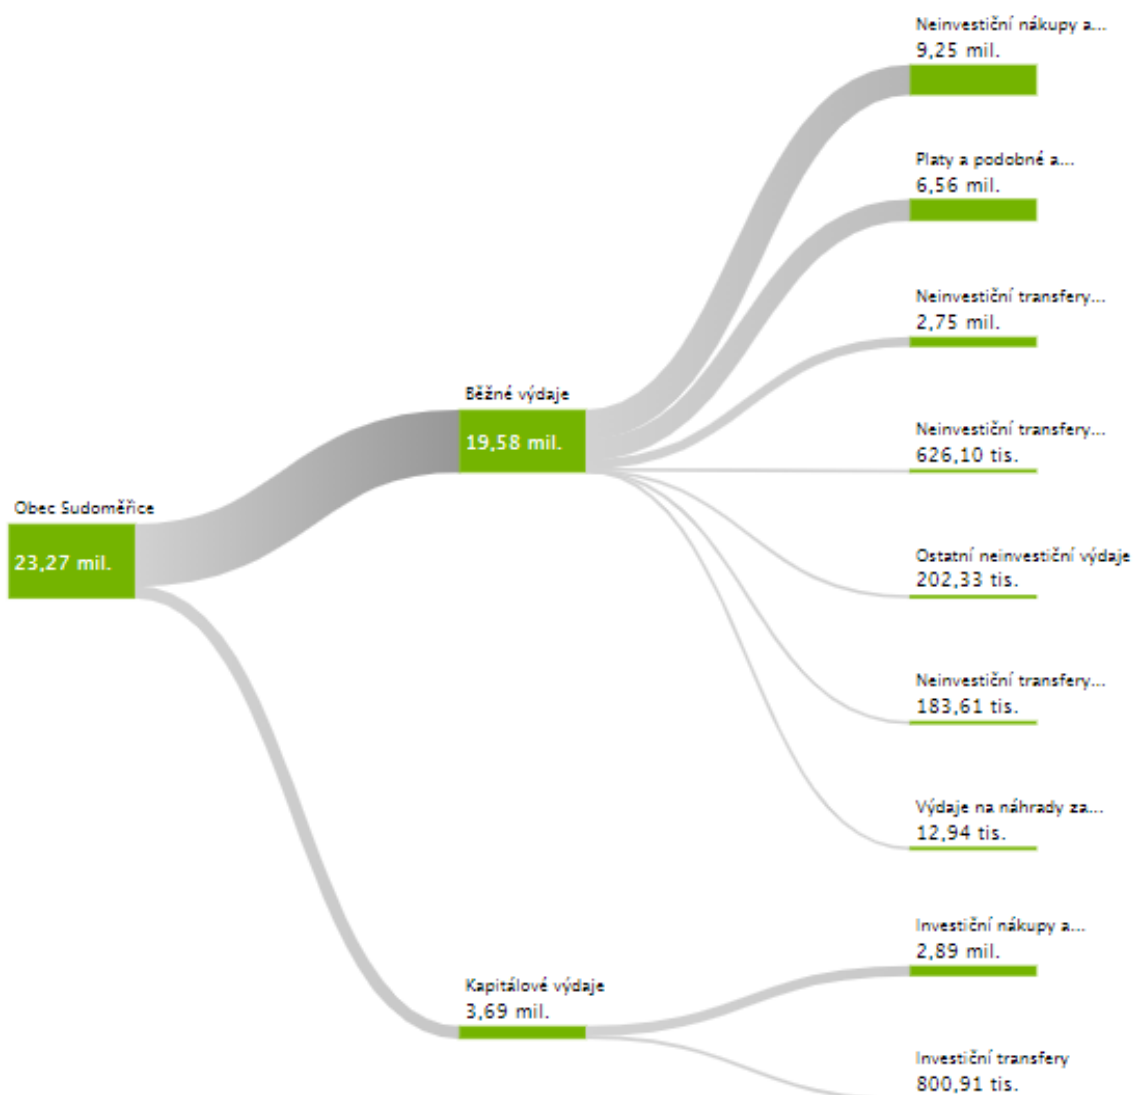 Neinvestiční nákupy a...
9,25 mil.
Platy a podobné a...
6,56 mil.
Neinvestiční transfery...
2,75 mil.
Běžné výdaje
19,58 mil.
Neinvestiční transfery...
626,10 tis.
Obec Sudoměřice
23,27 mil.
Ostatní neinvestiční výdaje
202,33 tis.
Neinvestiční transfery...
183,61 tis.
Výdaje na náhrady za...
12,94 tis.
Investiční nákupy a...
2,89 mil.
Kapitálové výdaje
3,69 mil.
Investiční transfery
800,91 tis.